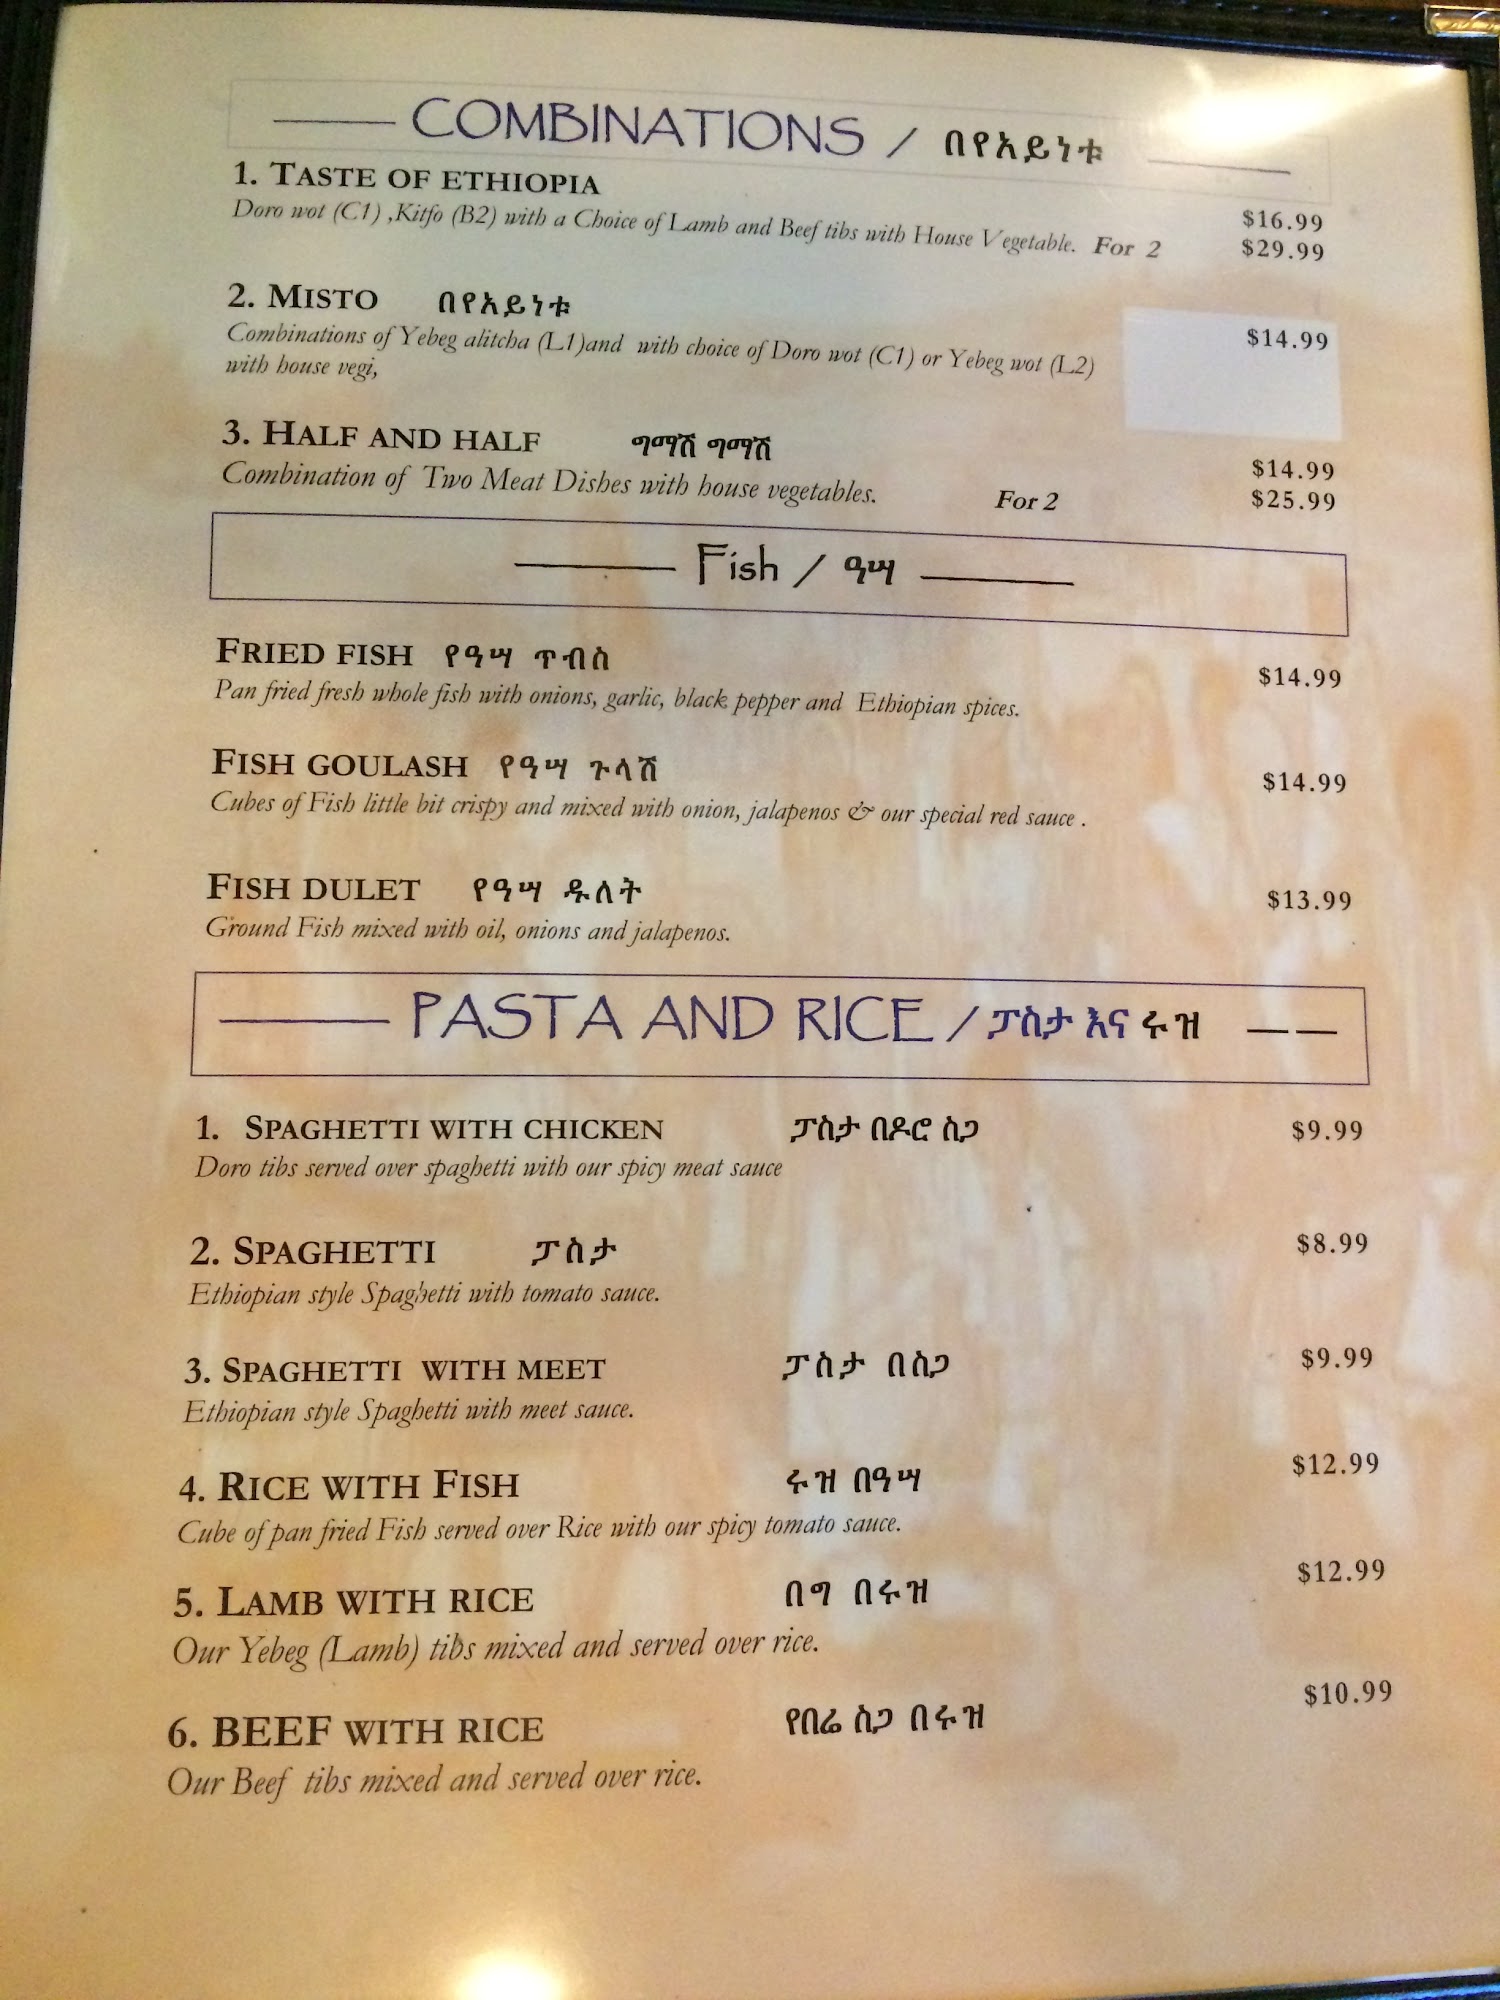 COMBINATIONS / በየአይነቱ
1. TASTE OF ETHIOPIA
Doro wot (C1) ,Kitfo (B2) with a Choice of Lamb and Beef tibs with House Vegetable. For 2
$16.99
$29.99
2. MISTO በየአይነቱ
Combinations of Yebeg alitcha (L1)and with choice of Doro wot (C1) or Yebeg wot (L2)
with house vegi,
$14.99
3. HALF AND HALF ግማሽ ግማሽ
Combination of Two Meat Dishes with house vegetables. For 2
$14.99
$25.99
Fish / ዓሣ
FRIED FISH የዓሣ ጥብስ $14.99
Pan fried fresh whole fish with onions, garlic, black pepper and Ethiopian spices.
FISH GOULASH የዓሣ ጉላሽ $14.99
Cubes of Fish little bit crispy and mixed with onion, jalapenos & our special red sauce .
FISH DULET የዓሣ ዱለት $13.99
Ground Fish mixed with oil, onions and jalapenos.
PASTA AND RICE / ፓስታ እና ሩዝ
1. SPAGHETTI WITH CHICKEN ፓስታ በዶሮ ስጋ $9.99
Doro tibs served over spaghetti with our spicy meat sauce
2. SPAGHETTI ፓስታ $8.99
Ethiopian style Spaghetti with tomato sauce.
3. SPAGHETTI WITH MEET ፓስታ በስጋ $9.99
Ethiopian style Spaghetti with meet sauce.
4. RICE WITH FISH ሩዝ በዓሣ $12.99
Cube of pan fried Fish served over Rice with our spicy tomato sauce.
5. LAMB WITH RICE በግ በሩዝ $12.99
Our Yebeg (Lamb) tibs mixed and served over rice.
6. BEEF WITH RICE የበሬ ስጋ በሩዝ $10.99
Our Beef tibs mixed and served over rice.